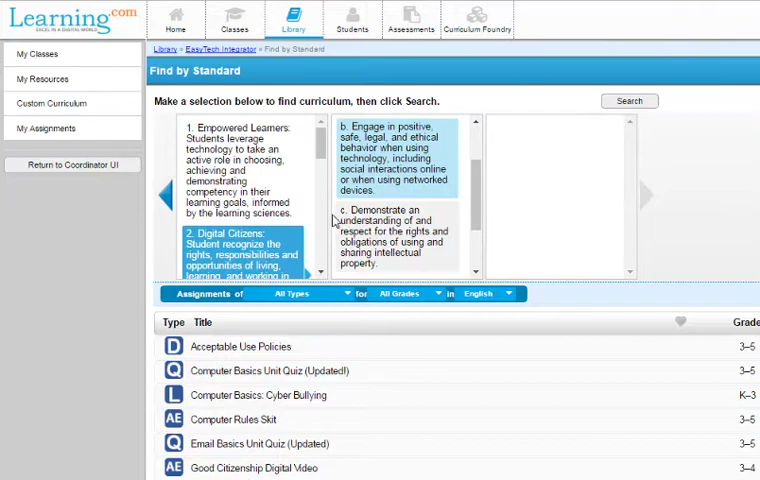 Learning.com
EXCEL IN A DIGITAL WORLD
Home
Classes
Library
Students
Assessments
Curriculum Foundry
My Classes
My Resources
Custom Curriculum
My Assignments
Return to Coordinator UI
Library » EasyTech Integrator » Find by Standard
Find by Standard
Make a selection below to find curriculum, then click Search.
Search
1. Empowered Learners:
Students leverage
technology to take an
active role in choosing,
achieving and
demonstrating
competency in their
learning goals, informed
by the learning sciences.
2. Digital Citizens:
Student recognize the
rights, responsibilities and
opportunities of living,
learning, and working in
b. Engage in positive,
safe, legal, and ethical
behavior when using
technology, including
social interactions online
or when using networked
devices.
c. Demonstrate an
understanding of and
respect for the rights and
obligations of using and
sharing intellectual
property.
Assignments of All Types for All Grades in English
Type Title Grade
D Acceptable Use Policies 3–5
Q Computer Basics Unit Quiz (Updated!) 3–5
L Computer Basics: Cyber Bullying K–3
AE Computer Rules Skit 3–5
Q Email Basics Unit Quiz (Updated) 3–5
AE Good Citizenship Digital Video 3–4